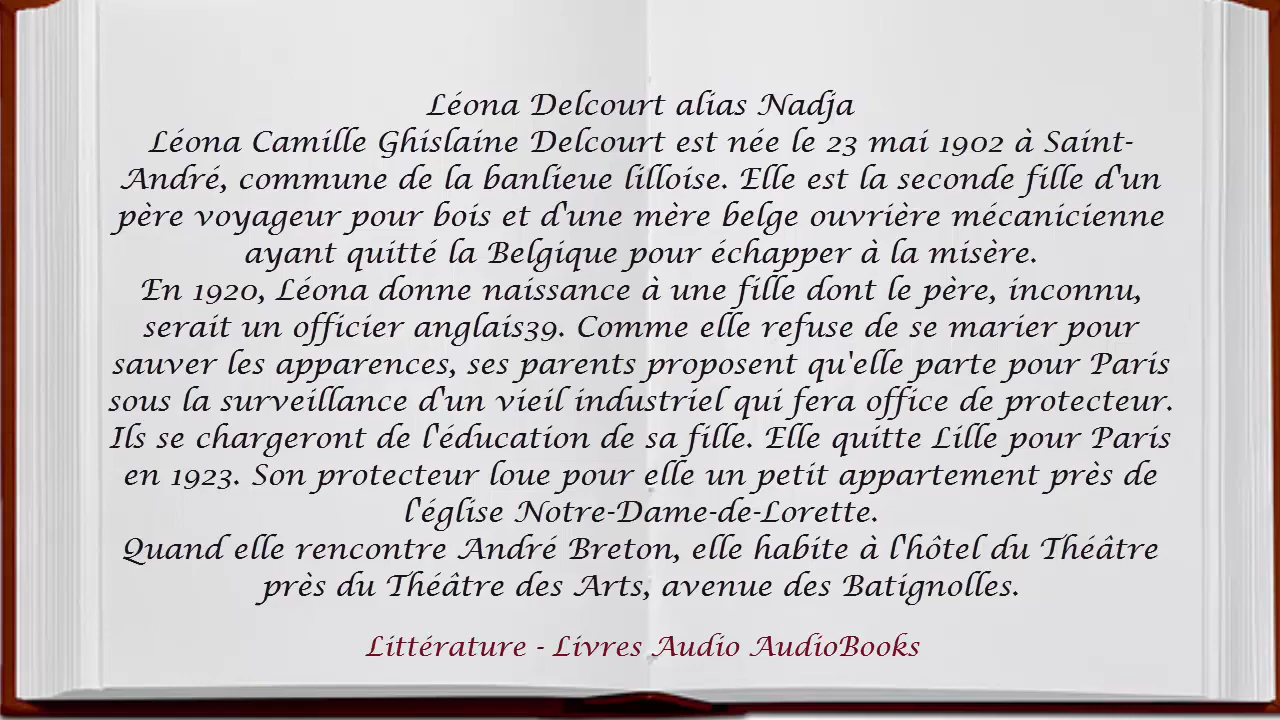 Léona Delcourt alias Nadja
Léona Camille Ghislaine Delcourt est née le 23 mai 1902 à Saint-
André, commune de la banlieue lilloise. Elle est la seconde fille d'un
père voyageur pour bois et d'une mère belge ouvrière mécanicienne
ayant quitté la Belgique pour échapper à la misère.
En 1920, Léona donne naissance à une fille dont le père, inconnu,
serait un officier anglais39. Comme elle refuse de se marier pour
sauver les apparences, ses parents proposent qu'elle parte pour Paris
sous la surveillance d'un vieil industriel qui fera office de protecteur.
Ils se chargeront de l'éducation de sa fille. Elle quitte Lille pour Paris
en 1923. Son protecteur loue pour elle un petit appartement près de
l'église Notre-Dame-de-Lorette.
Quand elle rencontre André Breton, elle habite à l'hôtel du Théâtre
près du Théâtre des Arts, avenue des Batignolles.
Littérature - Livres Audio AudioBooks